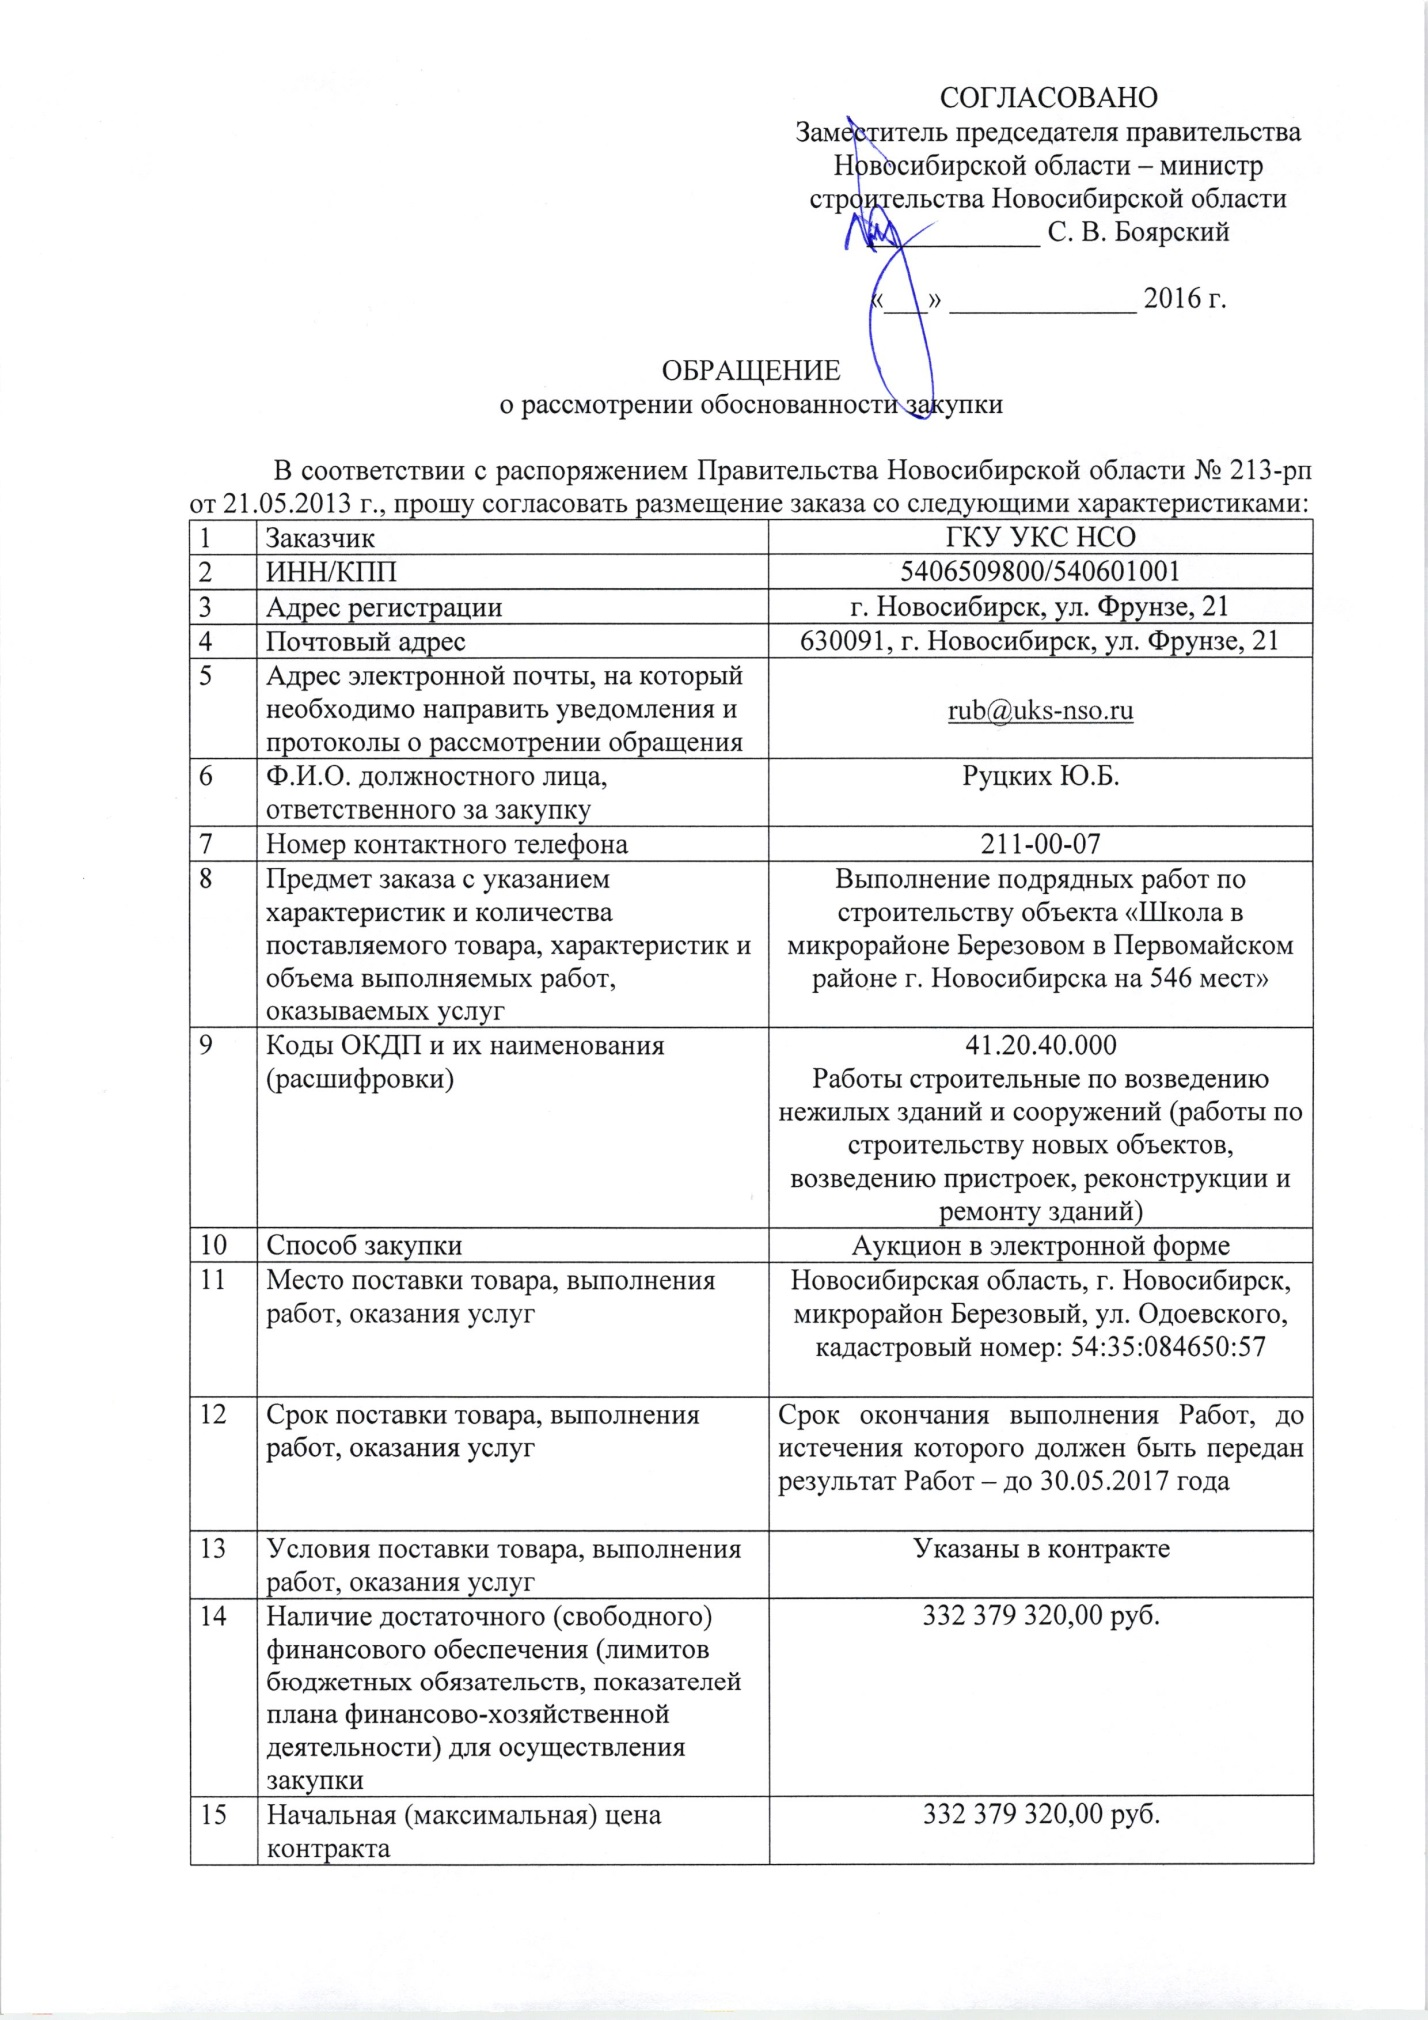 СОГЛАСОВАНО
Заместитель председателя правительства
Новосибирской области – министр
строительства Новосибирской области
____________ С. В. Боярский
«___» _____________ 2016 г.
ОБРАЩЕНИЕ
о рассмотрении обоснованности закупки
В соответствии с распоряжением Правительства Новосибирской области № 213-рп
от 21.05.2013 г., прошу согласовать размещение заказа со следующими характеристиками:
1 Заказчик ГКУ УКС НСО
2 ИНН/КПП 5406509800/540601001
3 Адрес регистрации г. Новосибирск, ул. Фрунзе, 21
4 Почтовый адрес 630091, г. Новосибирск, ул. Фрунзе, 21
5 Адрес электронной почты, на который
необходимо направить уведомления и
протоколы о рассмотрении обращения
rub@uks-nso.ru
6 Ф.И.О. должностного лица,
ответственного за закупку
Руцких Ю.Б.
7 Номер контактного телефона 211-00-07
8 Предмет заказа с указанием
характеристик и количества
поставляемого товара, характеристик и
объема выполняемых работ,
оказываемых услуг
Выполнение подрядных работ по
строительству объекта «Школа в
микрорайоне Березовом в Первомайском
районе г. Новосибирска на 546 мест»
9 Коды ОКДП и их наименования
(расшифровки)
41.20.40.000
Работы строительные по возведению
нежилых зданий и сооружений (работы по
строительству новых объектов,
возведению пристроек, реконструкции и
ремонту зданий)
10 Способ закупки Аукцион в электронной форме
11 Место поставки товара, выполнения
работ, оказания услуг
Новосибирская область, г. Новосибирск,
микрорайон Березовый, ул. Одоевского,
кадастровый номер: 54:35:084650:57
12 Срок поставки товара, выполнения
работ, оказания услуг
Срок окончания выполнения Работ, до
истечения которого должен быть передан
результат Работ – до 30.05.2017 года
13 Условия поставки товара, выполнения
работ, оказания услуг
Указаны в контракте
14 Наличие достаточного (свободного)
финансового обеспечения (лимитов
бюджетных обязательств, показателей
плана финансово-хозяйственной
деятельности) для осуществления
закупки
332 379 320,00 руб.
15 Начальная (максимальная) цена
контракта
332 379 320,00 руб.